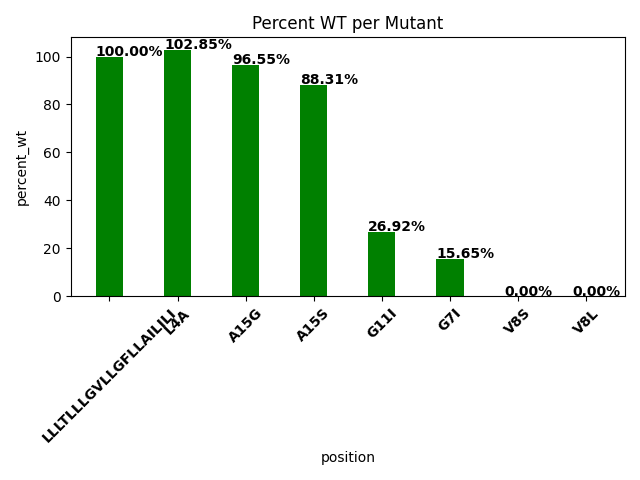 Percent WT per Mutant
percent_wt
100
80
60
40
20
0
100.00%
102.85%
96.55%
88.31%
26.92%
15.65%
0.00%
0.00%
LLLTLLLGVLLGFLLAILILI
L4A
A15G
A15S
G11I
G7I
V8S
V8L
position